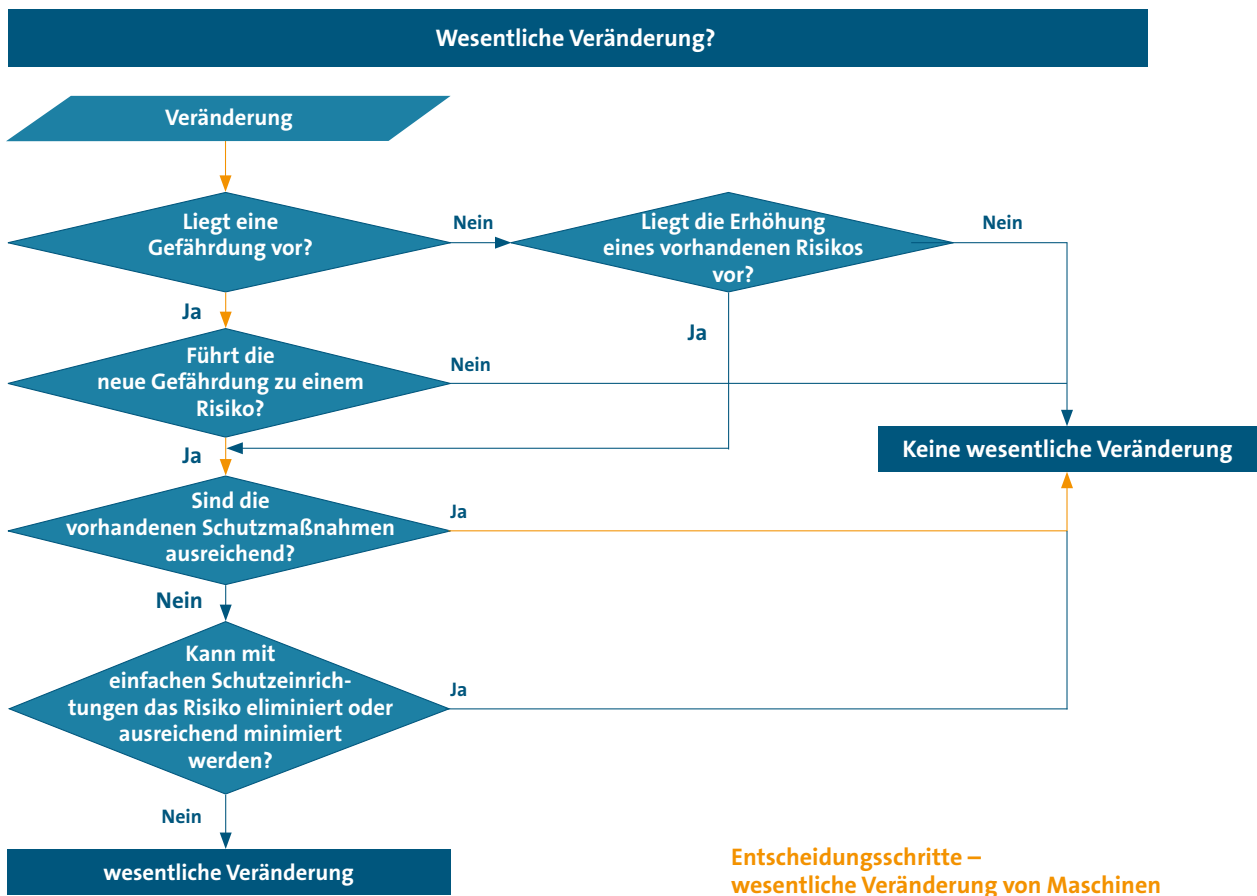 Wesentliche Veränderung?
Veränderung
Liegt eine
Gefährdung vor?
Nein
Liegt die Erhöhung
eines vorhandenen Risikos
vor?
Nein
Ja
Ja
Führt die
neue Gefährdung zu einem
Risiko?
Nein
Keine wesentliche Veränderung
Ja
Sind die
vorhandenen Schutzmaßnahmen
ausreichend?
Ja
Nein
Kann mit
einfachen Schutzeinrich-
tungen das Risiko eliminiert oder
ausreichend minimiert
werden?
Ja
Nein
wesentliche Veränderung
Entscheidungsschritte –
wesentliche Veränderung von Maschinen